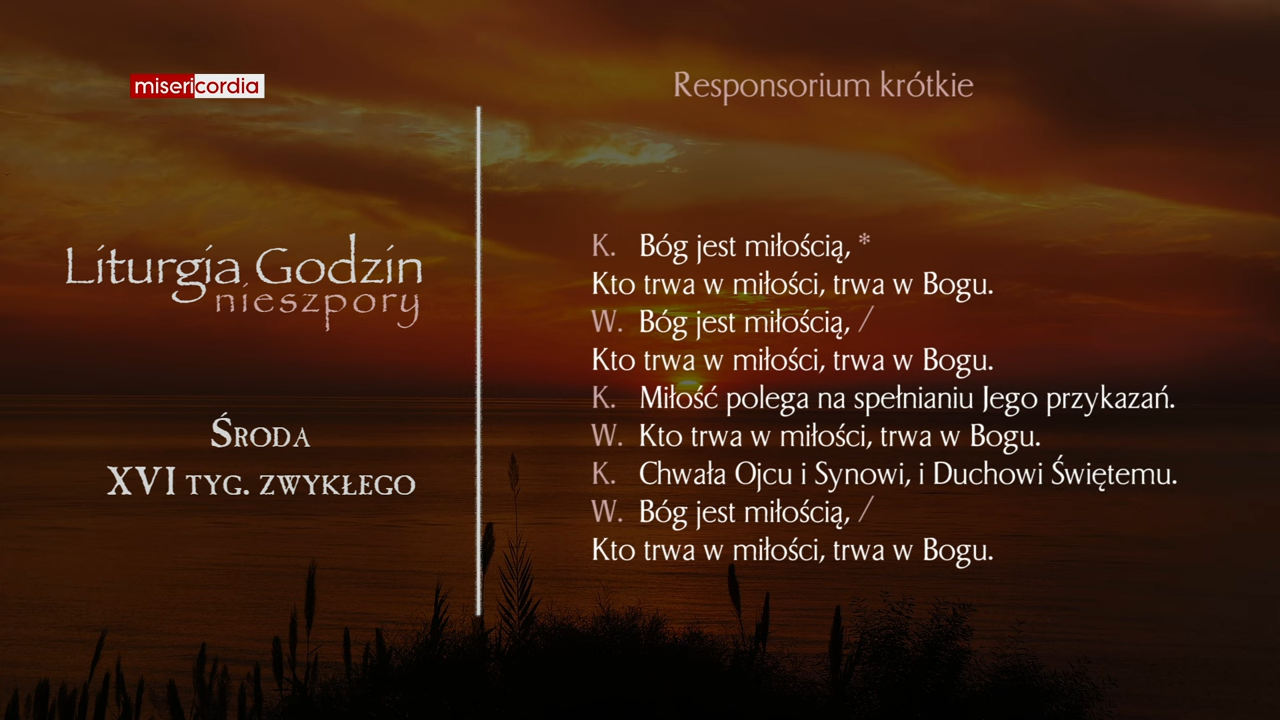 misericordia
Liturgia Godzin
nieszpory
Środa
XVI tyg. zwykłego
Responsorium krótkie
K. Bóg jest miłością, *
Kto trwa w miłości, trwa w Bogu.
W. Bóg jest miłością, /
Kto trwa w miłości, trwa w Bogu.
K. Miłość polega na spełnianiu Jego przykazań.
W. Kto trwa w miłości, trwa w Bogu.
K. Chwała Ojcu i Synowi, i Duchowi Świętemu.
W. Bóg jest miłością, /
Kto trwa w miłości, trwa w Bogu.